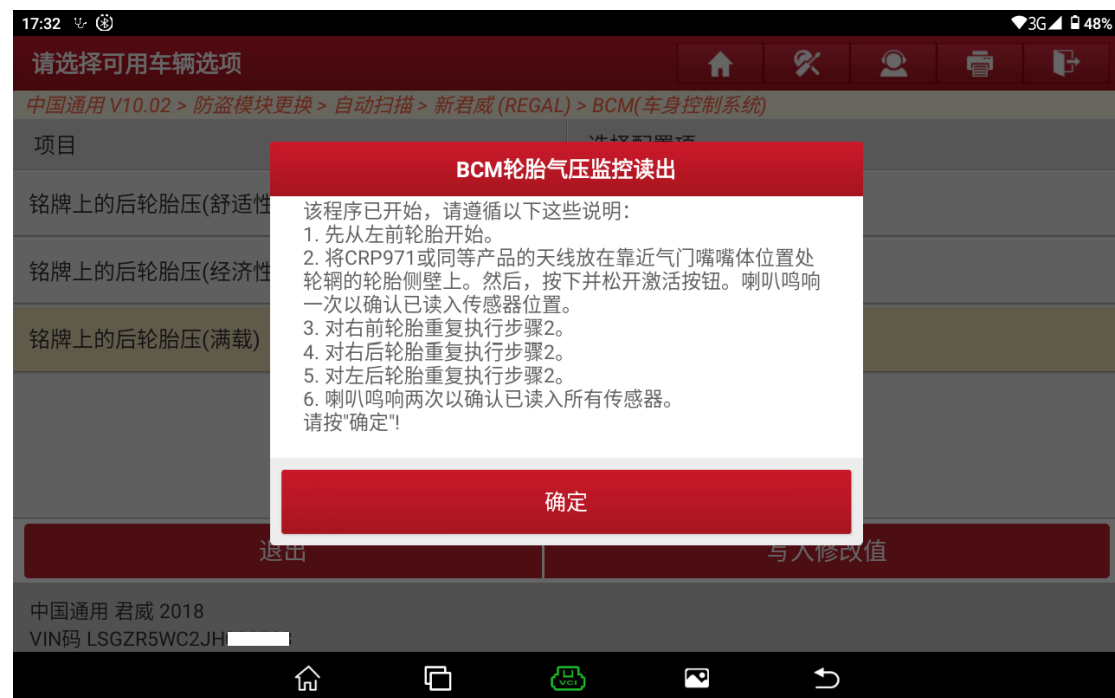 17:32
3G
48%
请选择可用车辆选项
中国通用 V10.02 > 防盗模块更换 > 自动扫描 > 新君威 (REGAL) > BCM(车身控制系统)
项目
选择配置项
BCM轮胎气压监控读出
铭牌上的后轮胎压(舒适性
铭牌上的后轮胎压(经济性
铭牌上的后轮胎压(满载)
该程序已开始，请遵循以下这些说明：
1. 先从左前轮胎开始。
2. 将CRP971或同等产品的天线放在靠近气门嘴嘴体位置处
轮辋的轮胎侧壁上。然后，按下并松开激活按钮。喇叭鸣响
一次以确认已读入传感器位置。
3. 对右前轮胎重复执行步骤2。
4. 对右后轮胎重复执行步骤2。
5. 对左后轮胎重复执行步骤2。
6. 喇叭鸣响两次以确认已读入所有传感器。
请按"确定"!
确定
退出
写入修改值
中国通用 君威 2018
VIN码 LSGZR5WC2JH
VCI